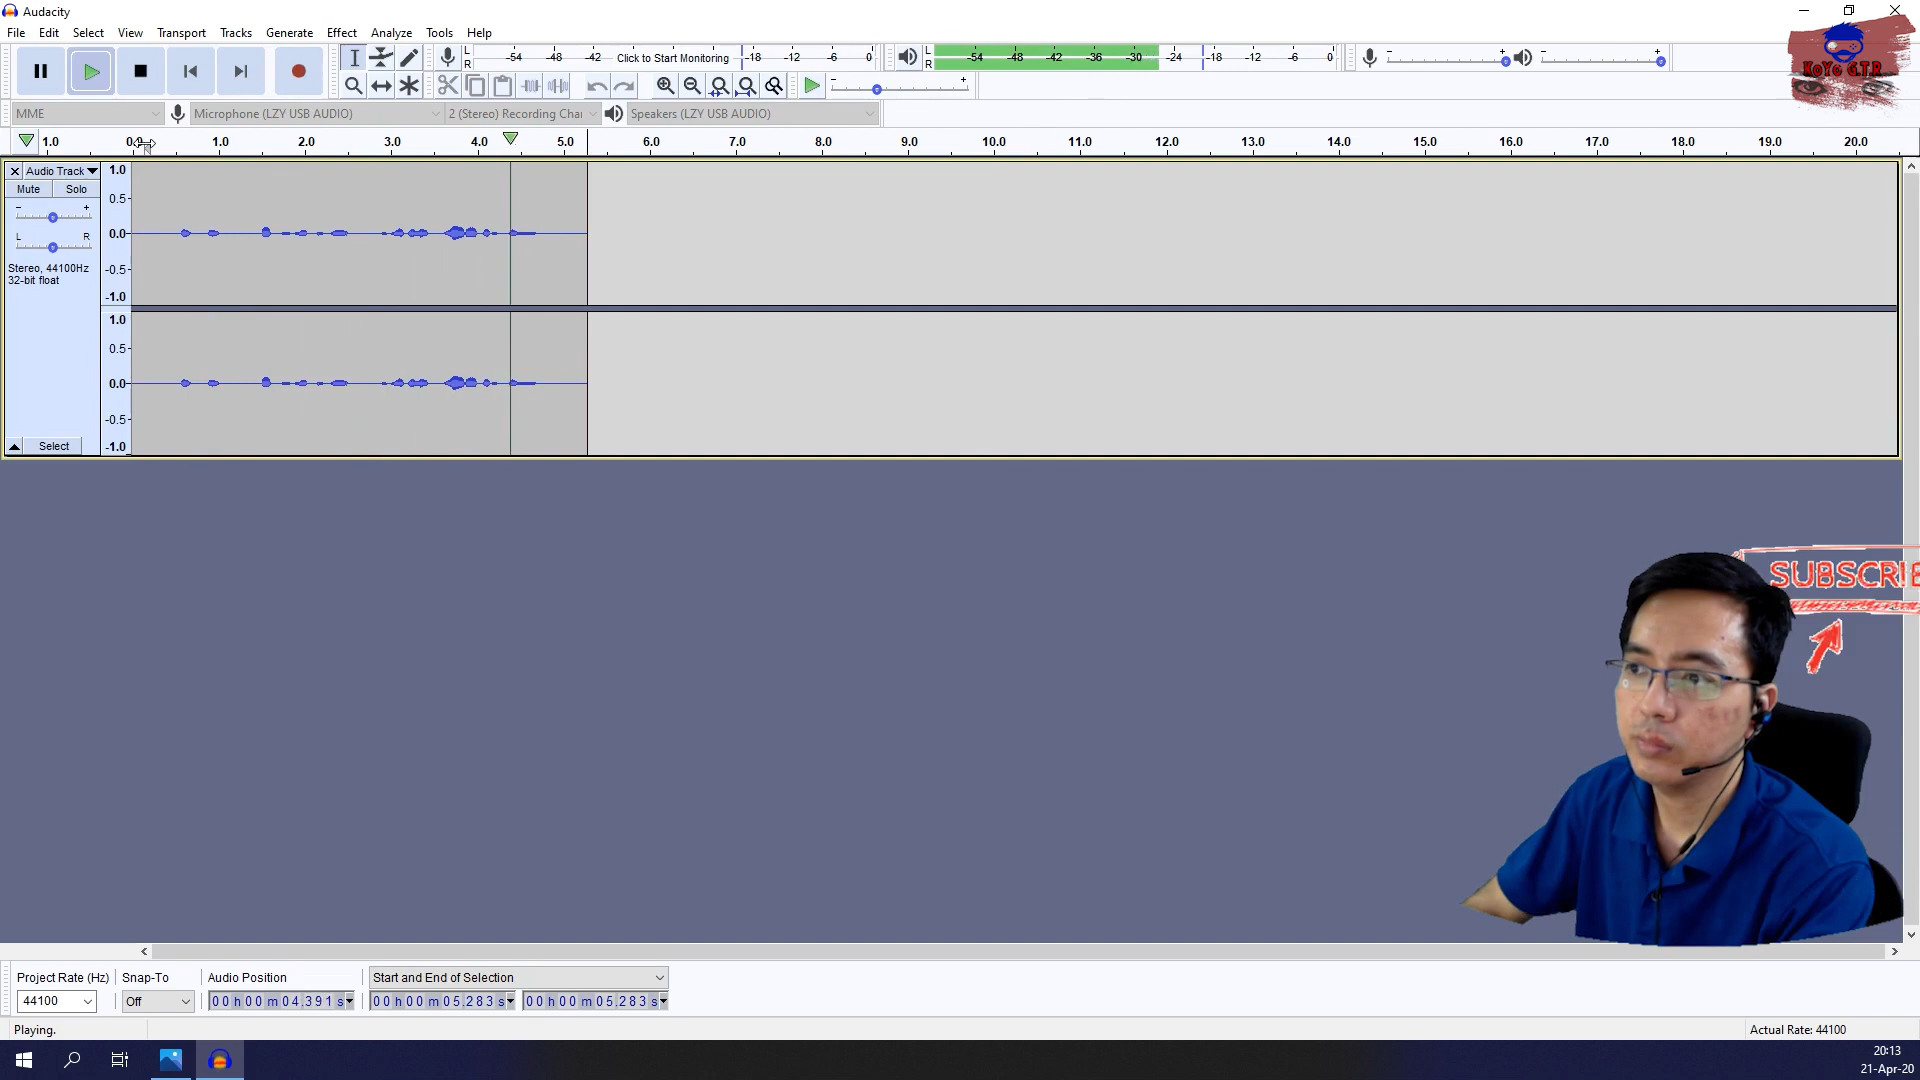 Audacity
File Edit Select View Transport Tracks Generate Effect Analyze Tools Help
L R -54 -48 -42 Click to Start Monitoring -18 -12 -6 0 L R -54 -48 -42 -36 -30 -24 -18 -12 -6 0 - + - +
- +
MME Microphone (LZY USB AUDIO) 2 (Stereo) Recording Char Speakers (LZY USB AUDIO)
1.0 0.0 1.0 2.0 3.0 4.0 5.0 6.0 7.0 8.0 9.0 10.0 11.0 12.0 13.0 14.0 15.0 16.0 17.0 18.0 19.0 20.0
Audio Track 1.0
Mute Solo 0.5
- +
0.0
L R
Stereo, 44100Hz -0.5
32-bit float
-1.0
1.0
0.5
0.0
-0.5
Select -1.0
KoYo G.T.R
SUBSCRIBE
Project Rate (Hz) Snap-To Audio Position Start and End of Selection
44100 Off 00 h 00 m 04.391 s 00 h 00 m 05.283 s 00 h 00 m 05.283 s
Playing. Actual Rate: 44100
20:13
21-Apr-20